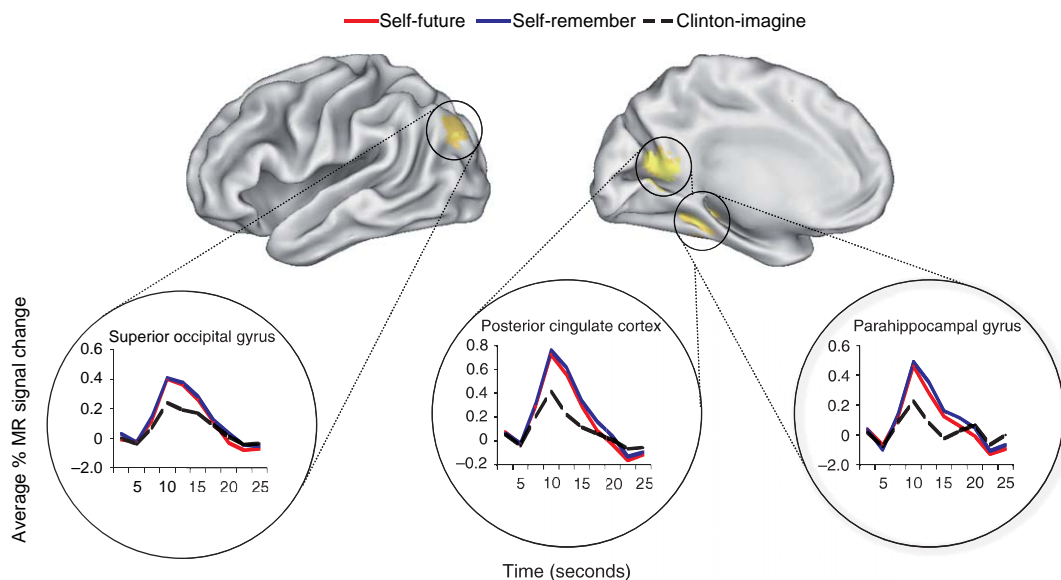 Self-future Self-remember Clinton-imagine
Average % MR signal change
Superior occipital gyrus
0.6
0.4
0.2
0
–2.0
5 10 15 20 25
Posterior cingulate cortex
0.8
0.6
0.4
0.2
0
–0.2
5 10 15 20 25
Parahippocampal gyrus
0.6
0.4
0.2
0
–2.0
5 10 15 20 25
Time (seconds)